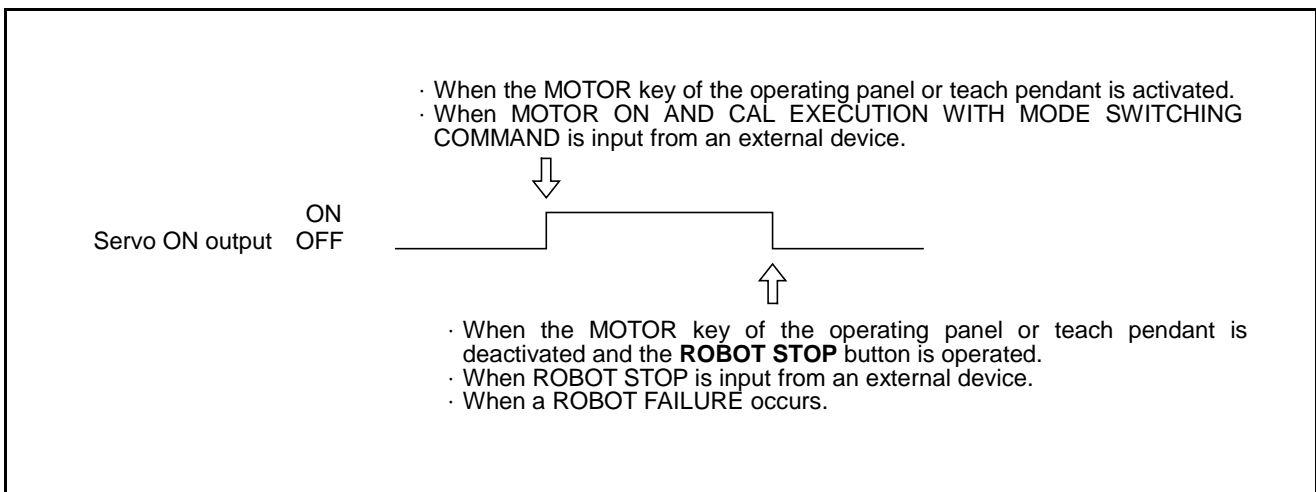 · When the MOTOR key of the operating panel or teach pendant is activated.
· When MOTOR ON AND CAL EXECUTION WITH MODE SWITCHING
COMMAND is input from an external device.
ON
Servo ON output OFF
· When the MOTOR key of the operating panel or teach pendant is
deactivated and the ROBOT STOP button is operated.
· When ROBOT STOP is input from an external device.
· When a ROBOT FAILURE occurs.